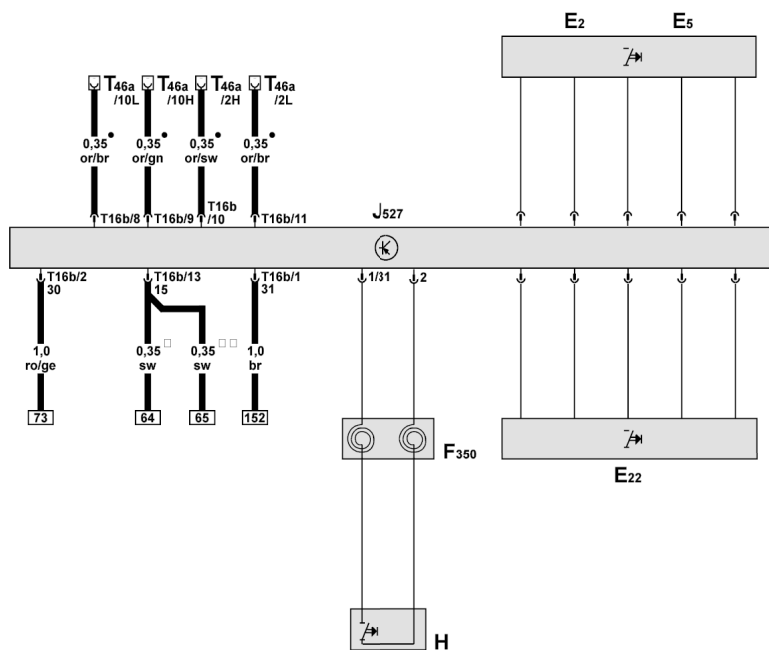 E2 E5
T46a /10L T46a /10H T46a /2H T46a /2L
0,35 • 0,35 • 0,35 • 0,35 •
or/br or/gn or/sw or/br
T16b/8 T16b/9 T16b /10 T16b/11 J527
T16b/2 T16b/13 T16b/1 1/31 2
30 15 31
1,0 0,35 0,35 1,0
ro/ge sw sw br
73 64 65 152
F350
E22
H